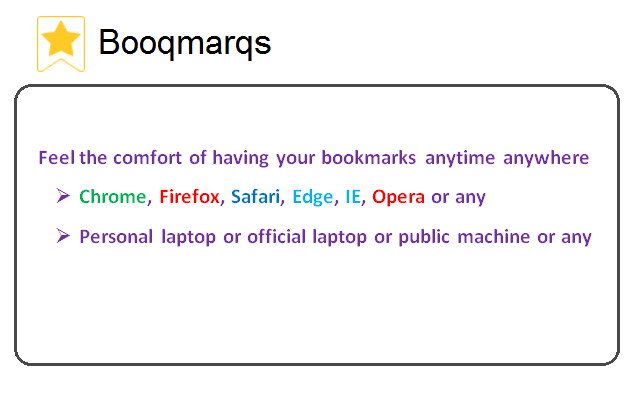 Booqmarqs
Feel the comfort of having your bookmarks anytime anywhere
➢ Chrome, Firefox, Safari, Edge, IE, Opera or any
➢ Personal laptop or official laptop or public machine or any